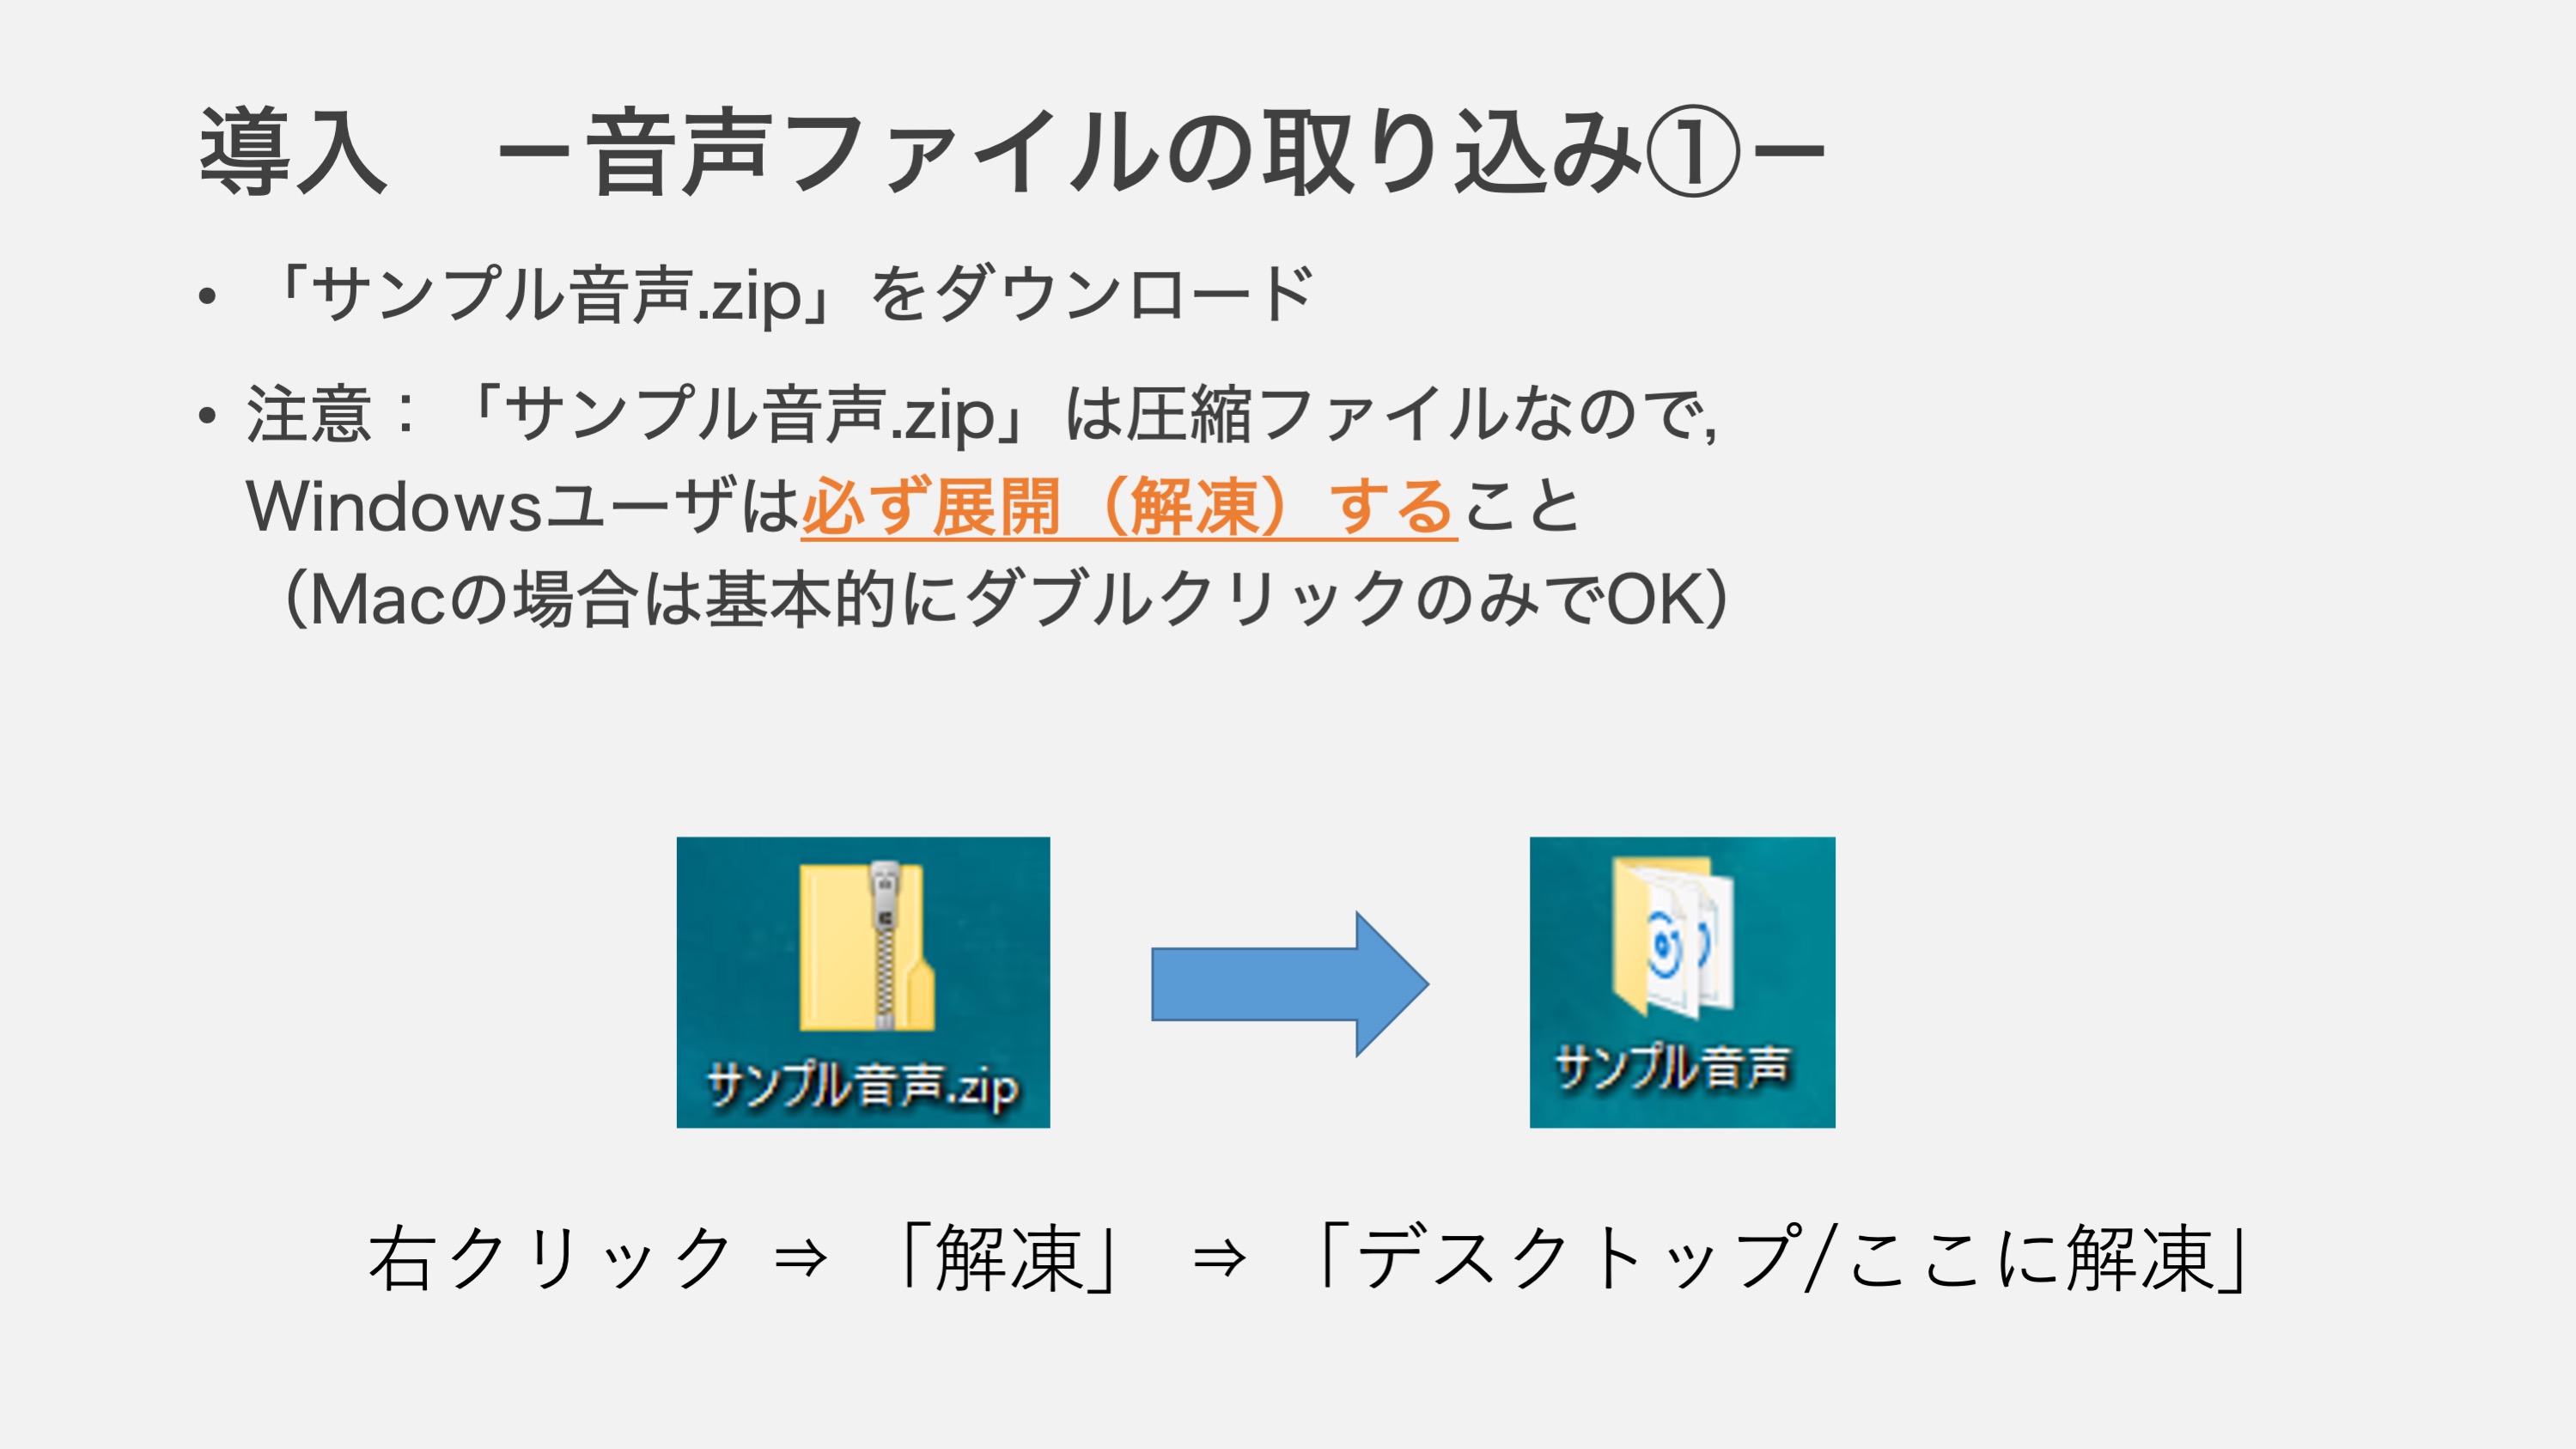 導入　－音声ファイルの取り込み①－
• 「サンプル音声.zip」をダウンロード
• 注意：「サンプル音声.zip」は圧縮ファイルなので，
Windowsユーザは必ず展開（解凍）すること
（Macの場合は基本的にダブルクリックのみでOK）
サンプル音声.zip
サンプル音声
右クリック ⇒ 「解凍」 ⇒ 「デスクトップ/ここに解凍」